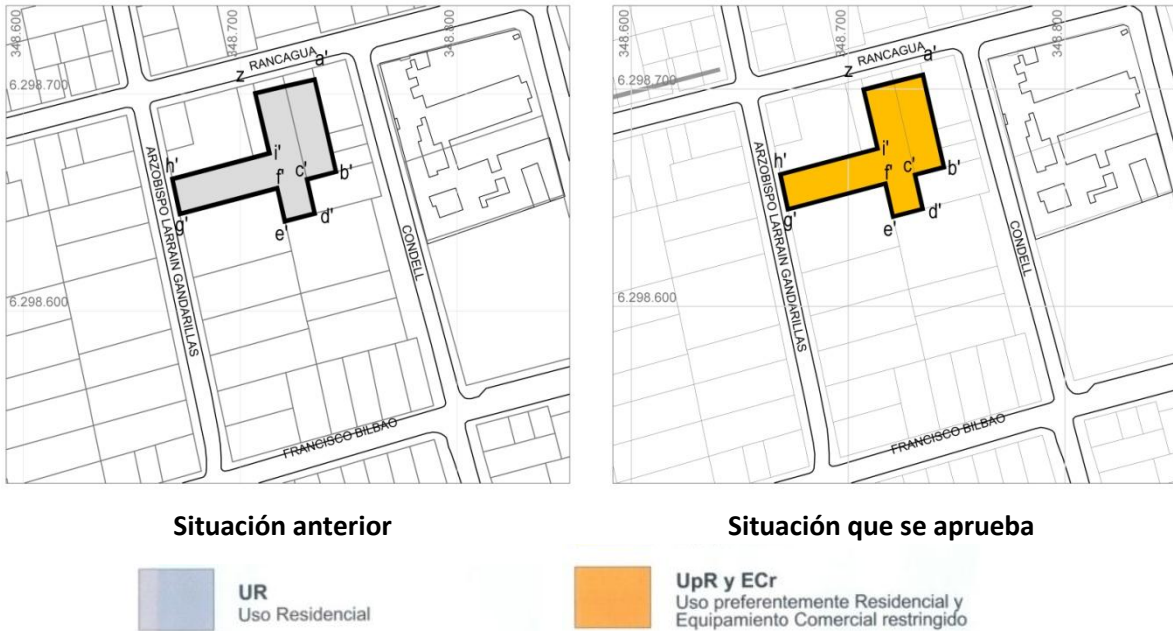 348.600
348.700
348.800
RANCAGUA
z
a'
6.298.700
h'
i'
f'
c'
b'
g'
e'
d'
ARZOBISPO LARRAIN GANDARILLAS
CONDELL
6.298.600
FRANCISCO BILBAO
348.600
348.700
348.800
RANCAGUA
z
a'
6.298.700
h'
i'
f'
c'
b'
g'
e'
d'
ARZOBISPO LARRAIN GANDARILLAS
CONDELL
6.298.600
FRANCISCO BILBAO
Situación anterior
Situación que se aprueba
UR
Uso Residencial
UpR y ECr
Uso preferentemente Residencial y
Equipamiento Comercial restringido